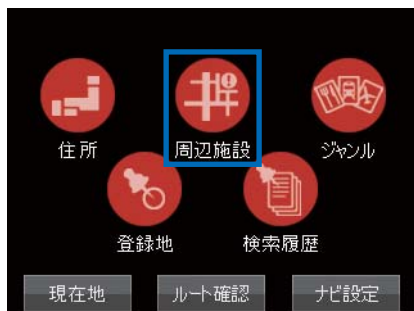 住所
周辺施設
ジャンル
登録地
検索履歴
現在地
ルート確認
ナビ設定